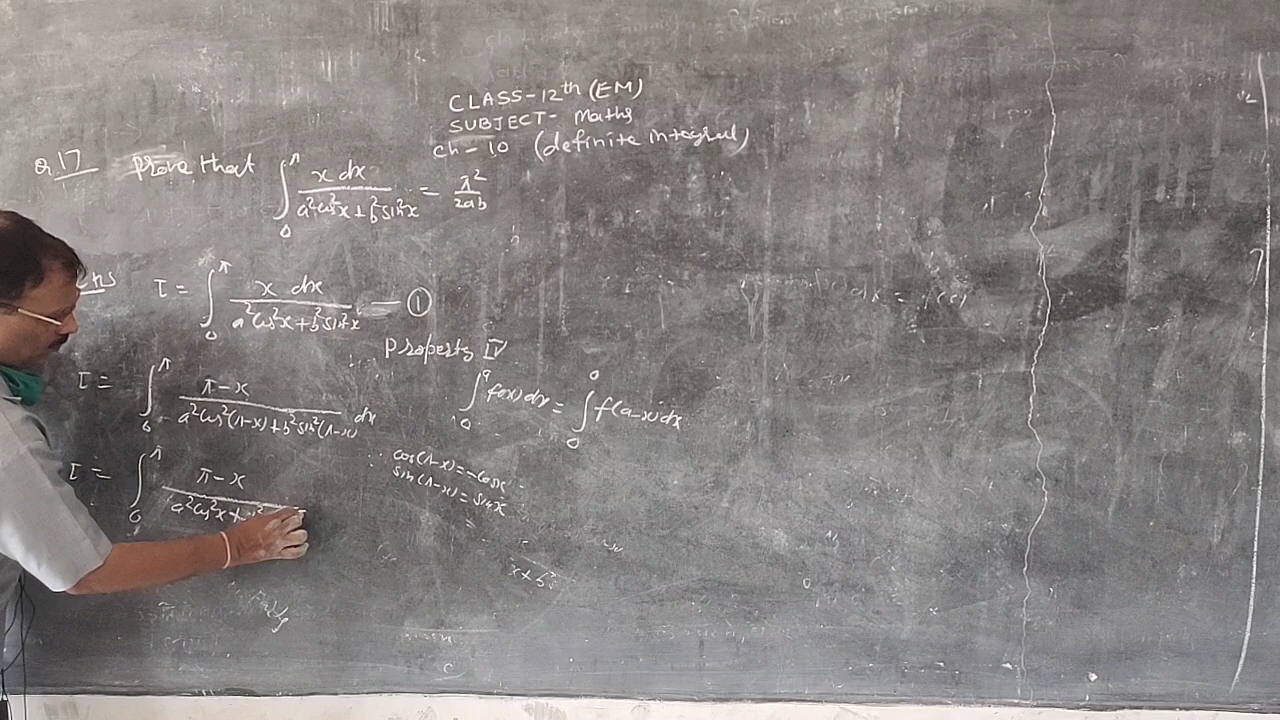 CLASS-12th (EM)
SUBJECT- Maths
Ch-10 (definite integral)
Q.17 Prove that ∫₀^π x dx / (a²cos²x + b²sin²x) = π²/2ab
Ans I = ∫₀^π x dx / (a²cos²x + b²sin²x) — ①
Property IV
I = ∫₀^π (π-x) / (a²cos²(π-x) + b²sin²(π-x)) dx
∫₀^a f(x) dx = ∫₀^a f(a-x) dx
∵ cos(π-x) = -cosx
sin(π-x) = sinx
I = ∫₀^π (π-x) / (a²cos²x +